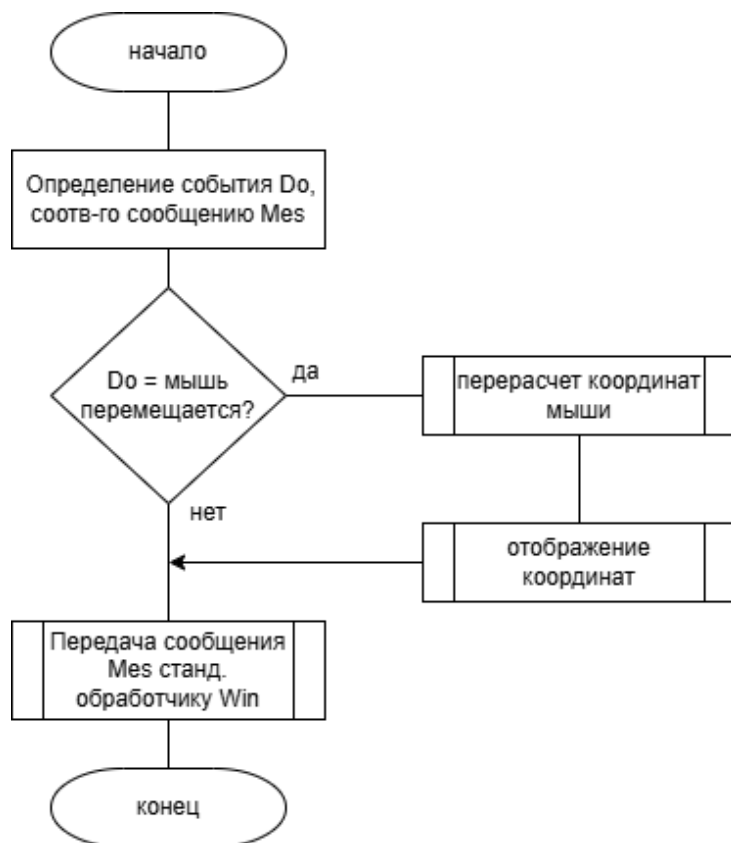 начало
Определение события Do,
соотв-го сообщению Mes
Do = мышь
перемещается?
да
перерасчет координат
мыши
нет
отображение
координат
Передача сообщения
Mes станд.
обработчику Win
конец